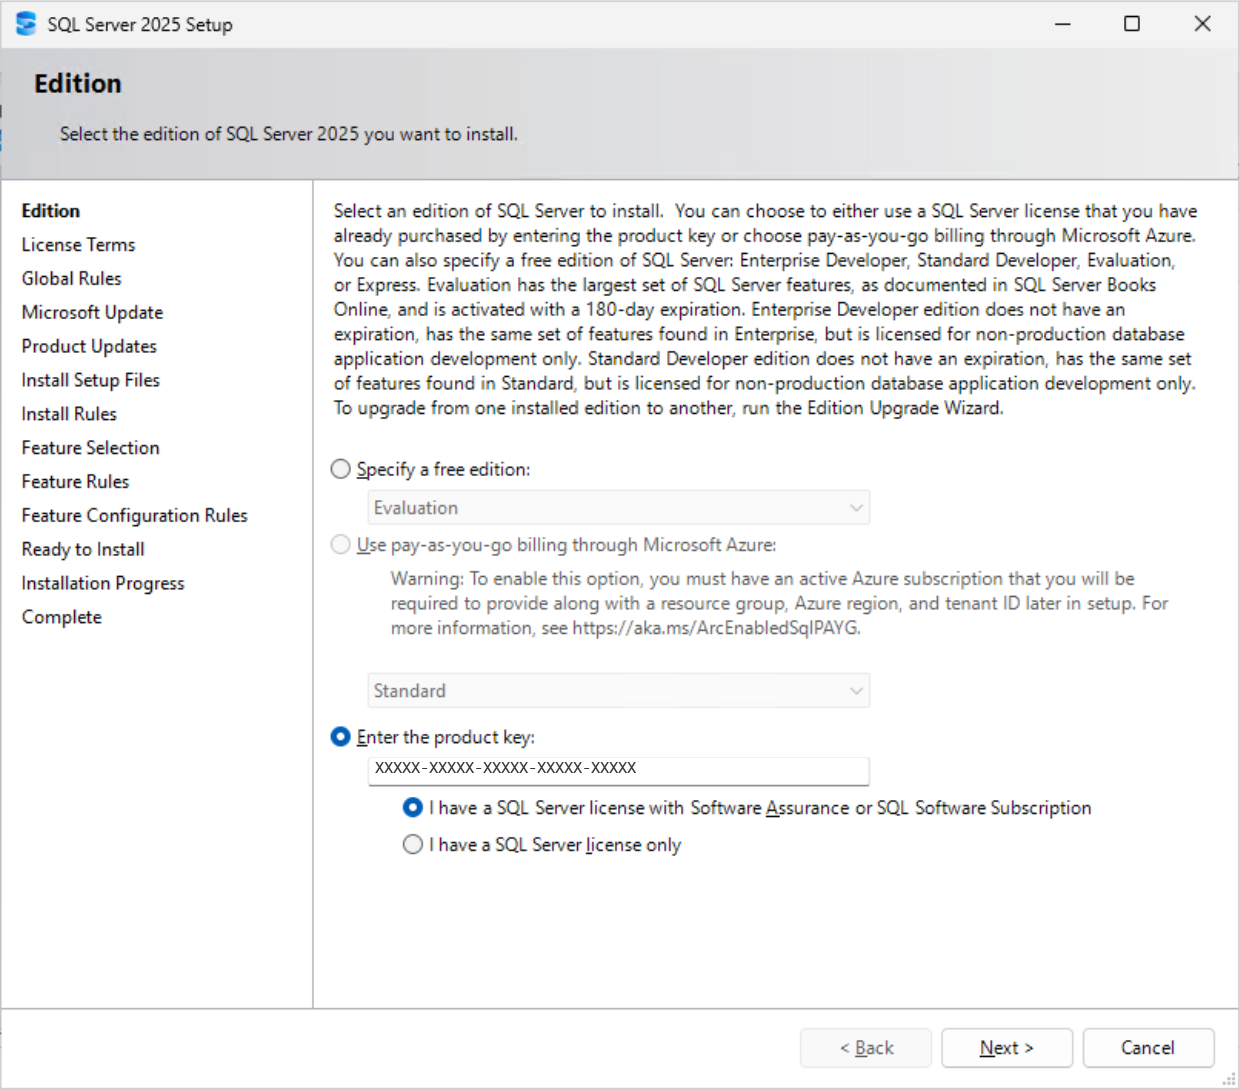 SQL Server 2025 Setup
Edition
Select the edition of SQL Server 2025 you want to install.
Edition
License Terms
Global Rules
Microsoft Update
Product Updates
Install Setup Files
Install Rules
Feature Selection
Feature Rules
Feature Configuration Rules
Ready to Install
Installation Progress
Complete
Select an edition of SQL Server to install.  You can choose to either use a SQL Server license that you have
already purchased by entering the product key or choose pay-as-you-go billing through Microsoft Azure.
You can also specify a free edition of SQL Server: Enterprise Developer, Standard Developer, Evaluation,
or Express. Evaluation has the largest set of SQL Server features, as documented in SQL Server Books
Online, and is activated with a 180-day expiration. Enterprise Developer edition does not have an
expiration, has the same set of features found in Enterprise, but is licensed for non-production database
application development only. Standard Developer edition does not have an expiration, has the same set
of features found in Standard, but is licensed for non-production database application development only.
To upgrade from one installed edition to another, run the Edition Upgrade Wizard.
Specify a free edition:
Evaluation
Use pay-as-you-go billing through Microsoft Azure:
Warning: To enable this option, you must have an active Azure subscription that you will be
required to provide along with a resource group, Azure region, and tenant ID later in setup. For
more information, see https://aka.ms/ArcEnabledSqlPAYG.
Standard
Enter the product key:
XXXXX-XXXXX-XXXXX-XXXXX-XXXXX
I have a SQL Server license with Software Assurance or SQL Software Subscription
I have a SQL Server license only
< Back
Next >
Cancel